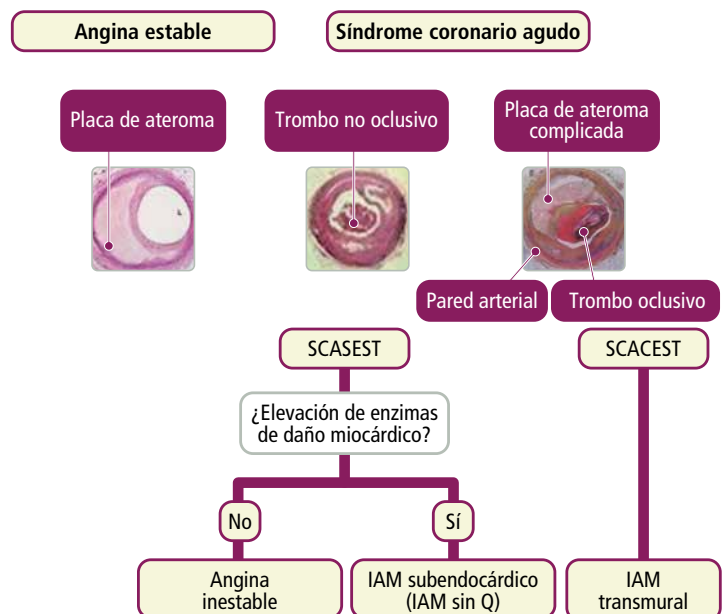 Angina estable
Síndrome coronario agudo
Placa de ateroma
Trombo no oclusivo
Placa de ateroma
complicada
Pared arterial
Trombo oclusivo
SCASEST
SCACEST
¿Elevación de enzimas
de daño miocárdico?
No
Sí
Angina
inestable
IAM subendocárdico
(IAM sin Q)
IAM
transmural